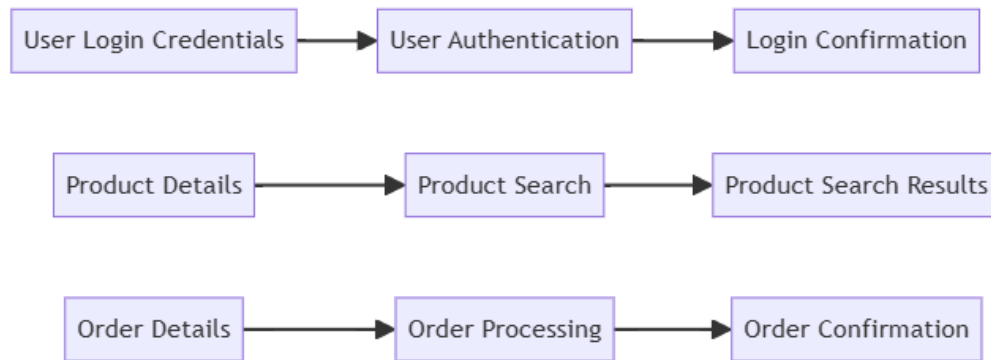 User Login Credentials
User Authentication
Login Confirmation
Product Details
Product Search
Product Search Results
Order Details
Order Processing
Order Confirmation